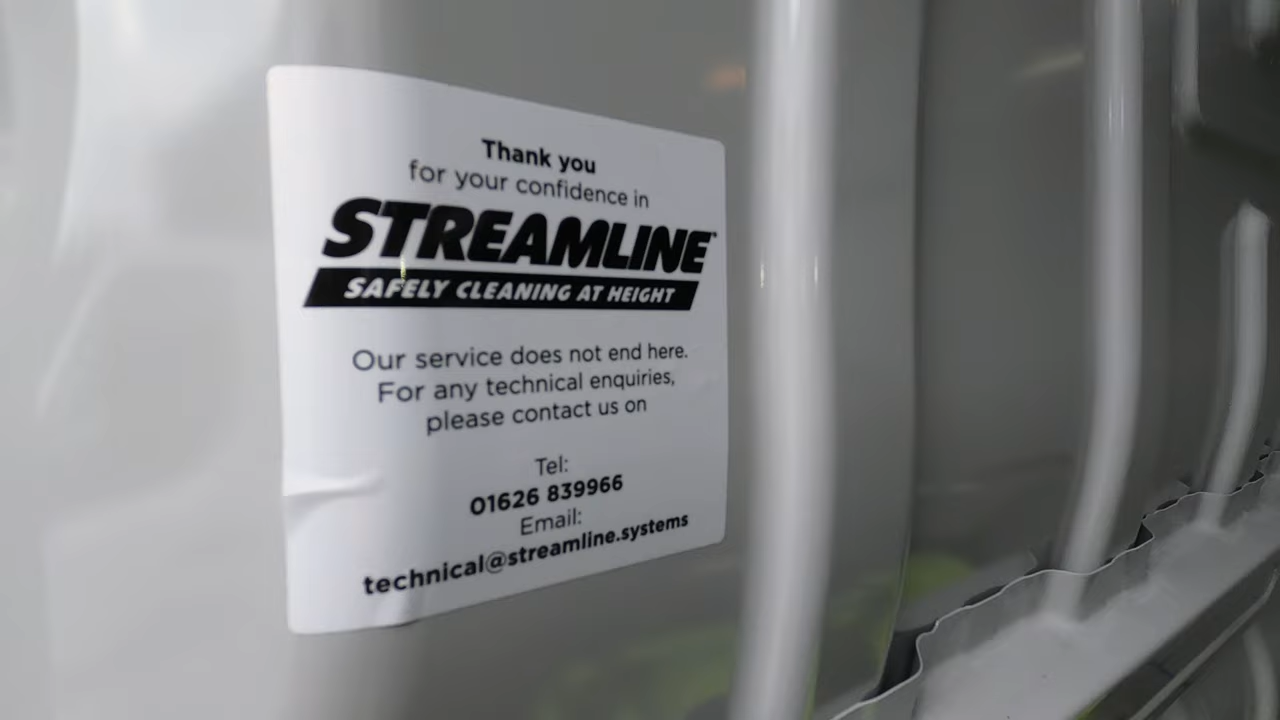 Thank you
for your confidence in
STREAMLINE™
SAFELY CLEANING AT HEIGHT
Our service does not end here.
For any technical enquiries,
please contact us on
Tel:
01626 839966
Email:
technical@streamline.systems